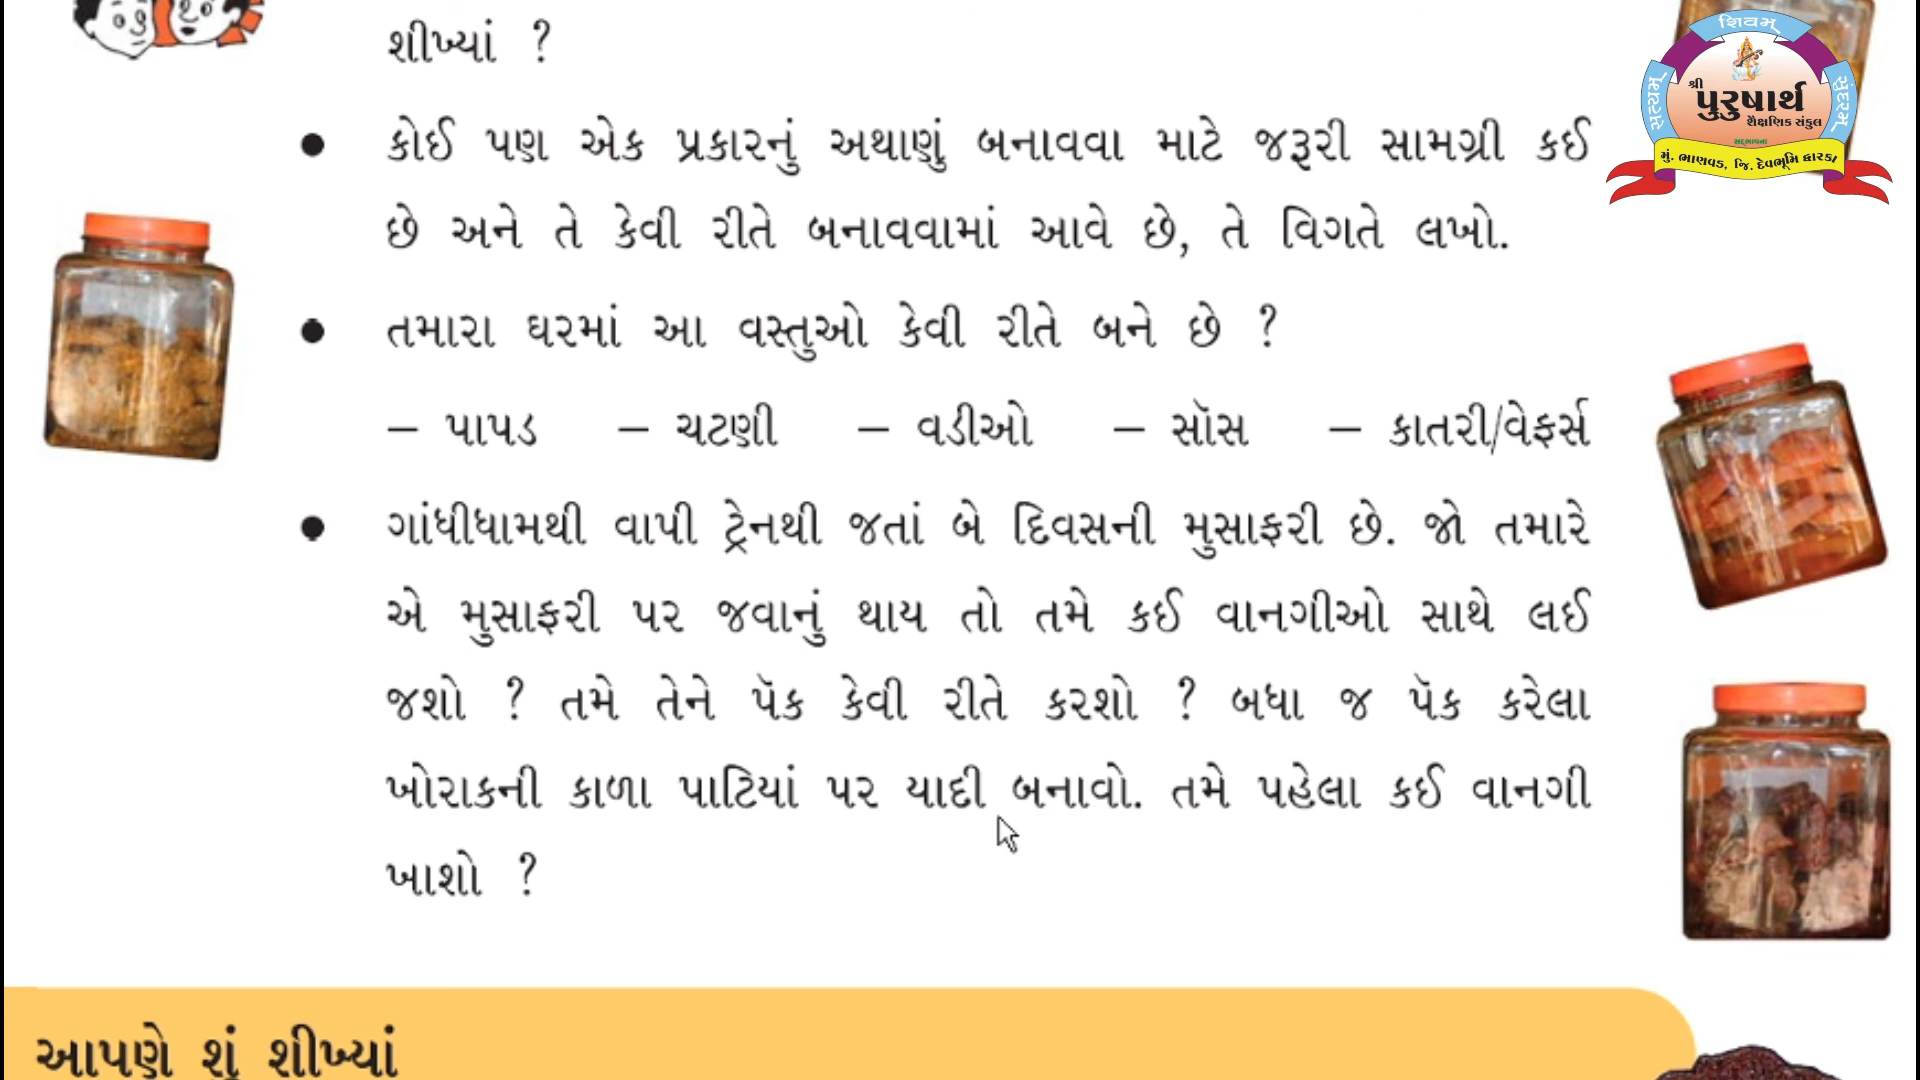 શીખ્યાં ?
શિવમ્
સત્યમ્
સુંદરમ્
શ્રી
પુરુષાર્થ
શૈક્ષણિક સંકુલ
સદ્ભાવના
મું. ભાણવડ, જિ. દેવભૂમિ દ્વારકા
● કોઈ પણ એક પ્રકારનું અથાણું બનાવવા માટે જરૂરી સામગ્રી કઈ
છે અને તે કેવી રીતે બનાવવામાં આવે છે, તે વિગતે લખો.
● તમારા ઘરમાં આ વસ્તુઓ કેવી રીતે બને છે ?
– પાપડ – ચટણી – વડીઓ – સૉસ – કાતરી/વેફર્સ
● ગાંધીધામથી વાપી ટ્રેનથી જતાં બે દિવસની મુસાફરી છે. જો તમારે
એ મુસાફરી પર જવાનું થાય તો તમે કઈ વાનગીઓ સાથે લઈ
જશો ? તમે તેને પૅક કેવી રીતે કરશો ? બધા જ પૅક કરેલા
ખોરાકની કાળા પાટિયાં પર યાદી બનાવો. તમે પહેલા કઈ વાનગી
ખાશો ?
આપણે શું શીખ્યાં